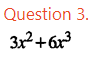 Question 3.
3x²+6x³